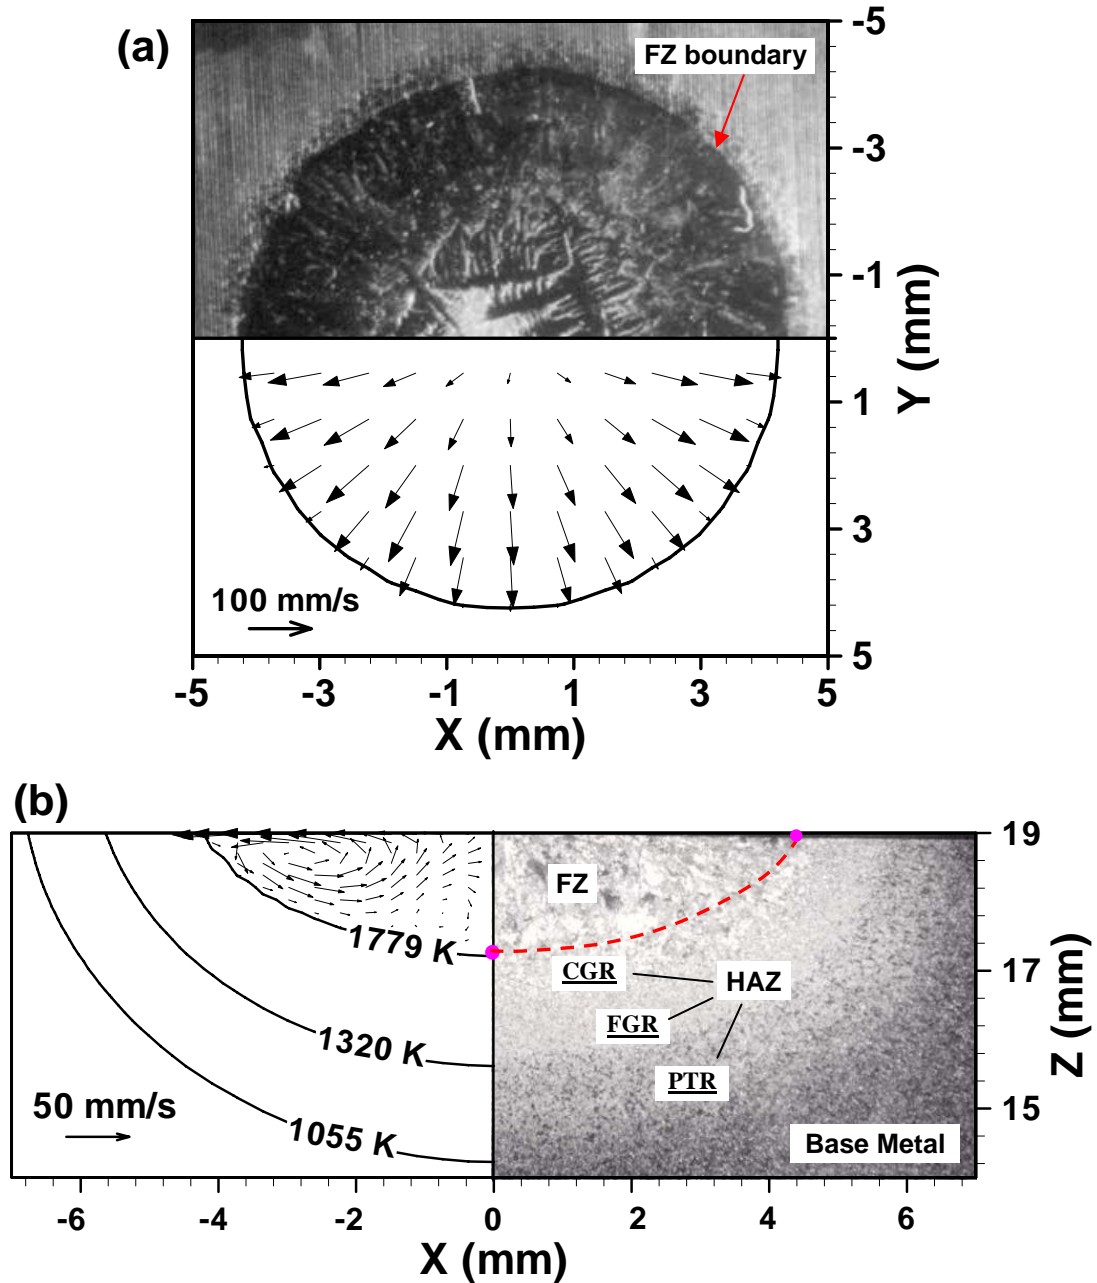 (a)
FZ boundary
-5
-3
-1
1
3
5
Y (mm)
100 mm/s
-5 -3 -1 1 3 5
X (mm)
(b)
19
17
15
Z (mm)
FZ
1779 K
CGR
HAZ
1320 K
FGR
PTR
50 mm/s
1055 K
Base Metal
-6 -4 -2 0 2 4 6
X (mm)